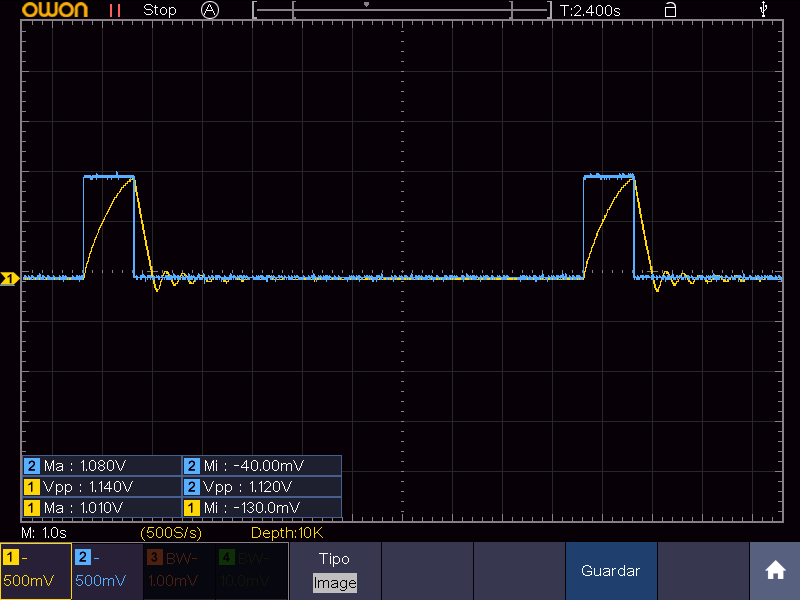 OWON Stop A T:2.400s
1
2 Ma : 1.080V 2 Mi : -40.00mV
1 Vpp : 1.140V 2 Vpp : 1.120V
1 Ma : 1.010V 1 Mi : -130.0mV
M: 1.0s (500S/s) Depth:10K
1 - 2 - 3 BW- 4 BW- Tipo
500mV 500mV 1.00mV 10.0mV Image
Guardar